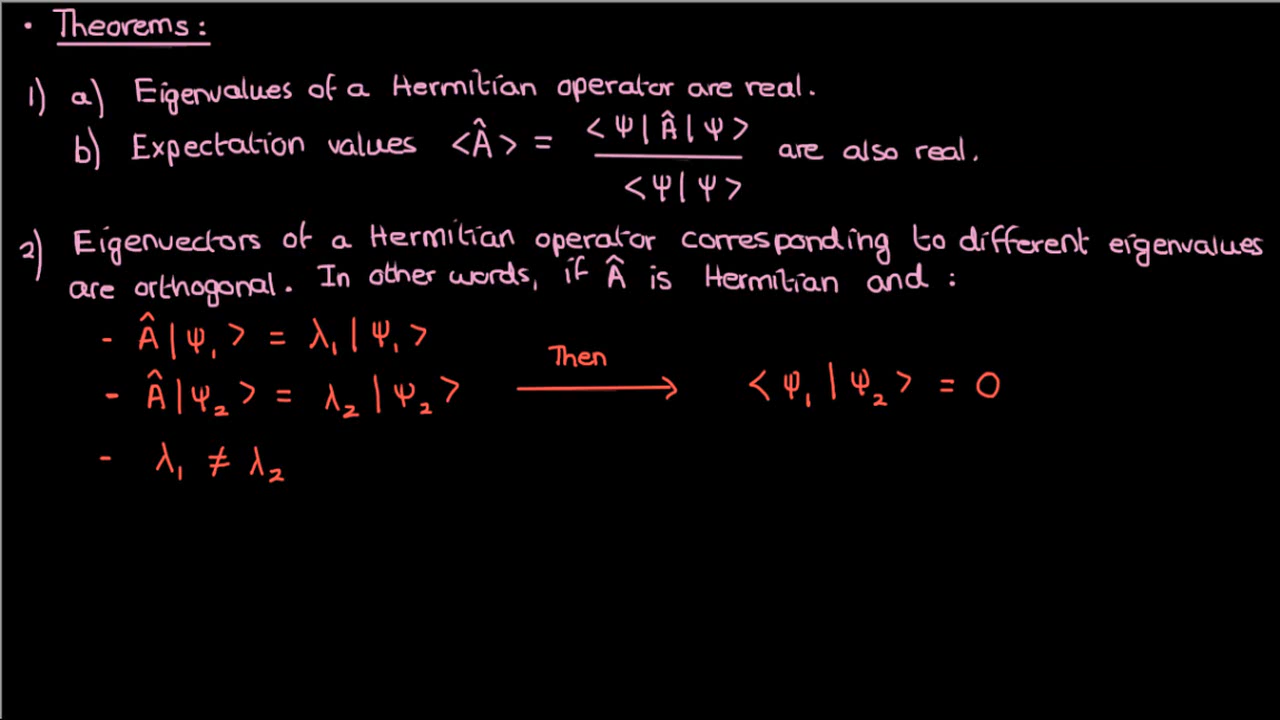 • Theorems:
1) a) Eigenvalues of a Hermitian operator are real.
b) Expectation values <Â> = <Ψ|Â|Ψ> / <Ψ|Ψ> are also real.
2) Eigenvectors of a Hermitian operator corresponding to different eigenvalues
are orthogonal. In other words, if Â is Hermitian and :
- Â|Ψ₁> = λ₁|Ψ₁>
Then
- Â|Ψ₂> = λ₂|Ψ₂> ⟶ <Ψ₁|Ψ₂> = 0
- λ₁ ≠ λ₂